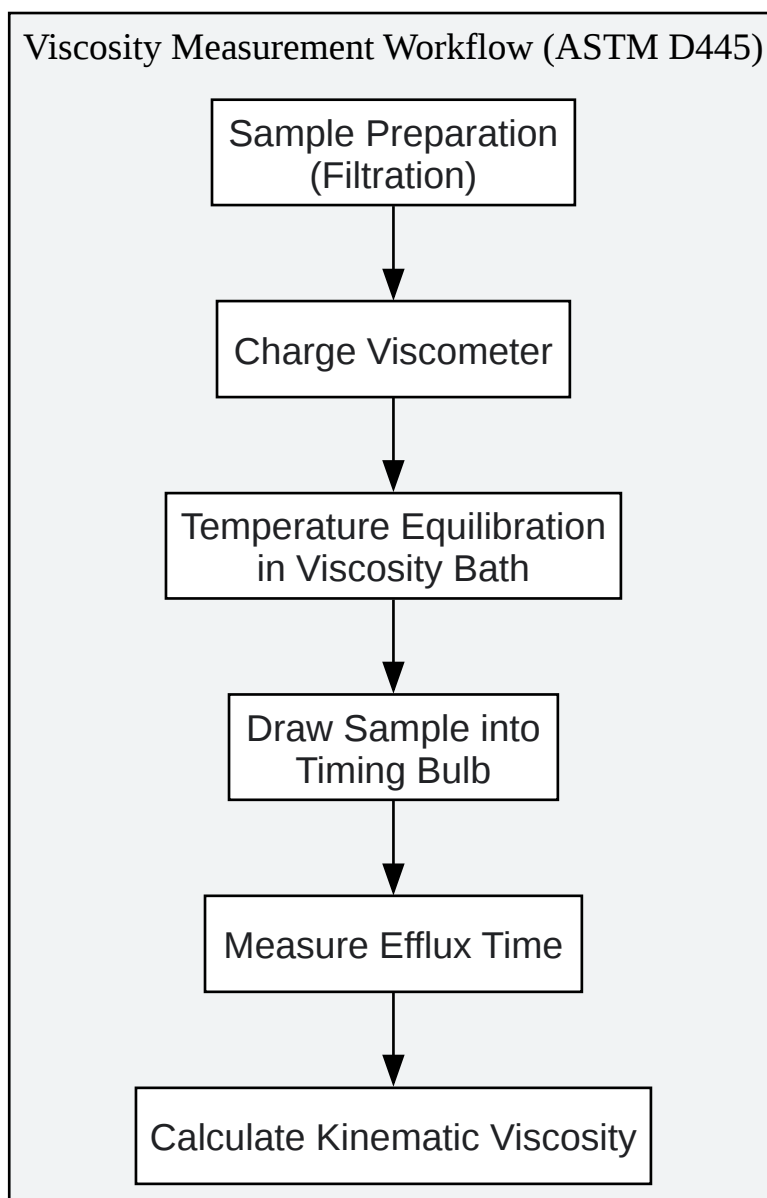 Viscosity Measurement Workflow (ASTM D445)
Sample Preparation
(Filtration)
Charge Viscometer
Temperature Equilibration
in Viscosity Bath
Draw Sample into
Timing Bulb
Measure Efflux Time
Calculate Kinematic Viscosity